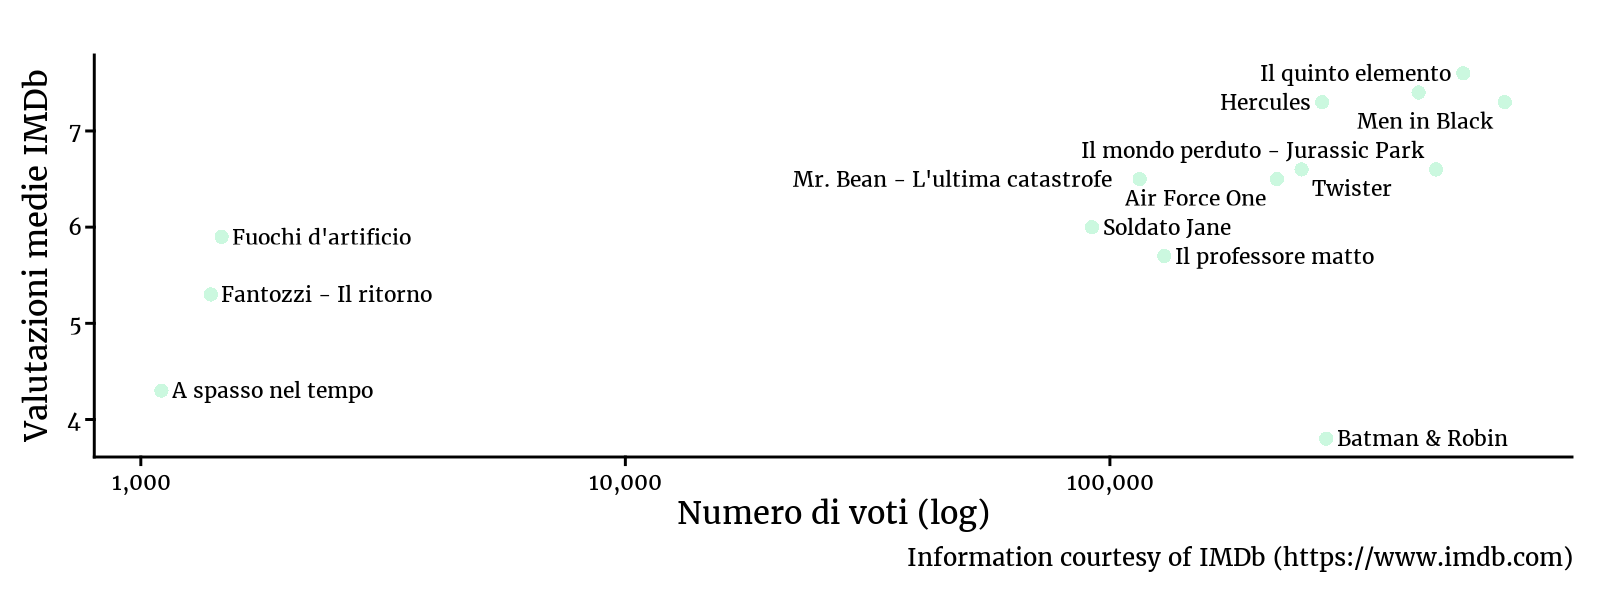 Valutazioni medie IMDb
7
6
5
4
Il quinto elemento
Hercules
Men in Black
Il mondo perduto - Jurassic Park
Mr. Bean - L'ultima catastrofe
Twister
Air Force One
Soldato Jane
Fuochi d'artificio
Il professore matto
Fantozzi - Il ritorno
A spasso nel tempo
Batman & Robin
1,000
10,000
100,000
Numero di voti (log)
Information courtesy of IMDb (https://www.imdb.com)